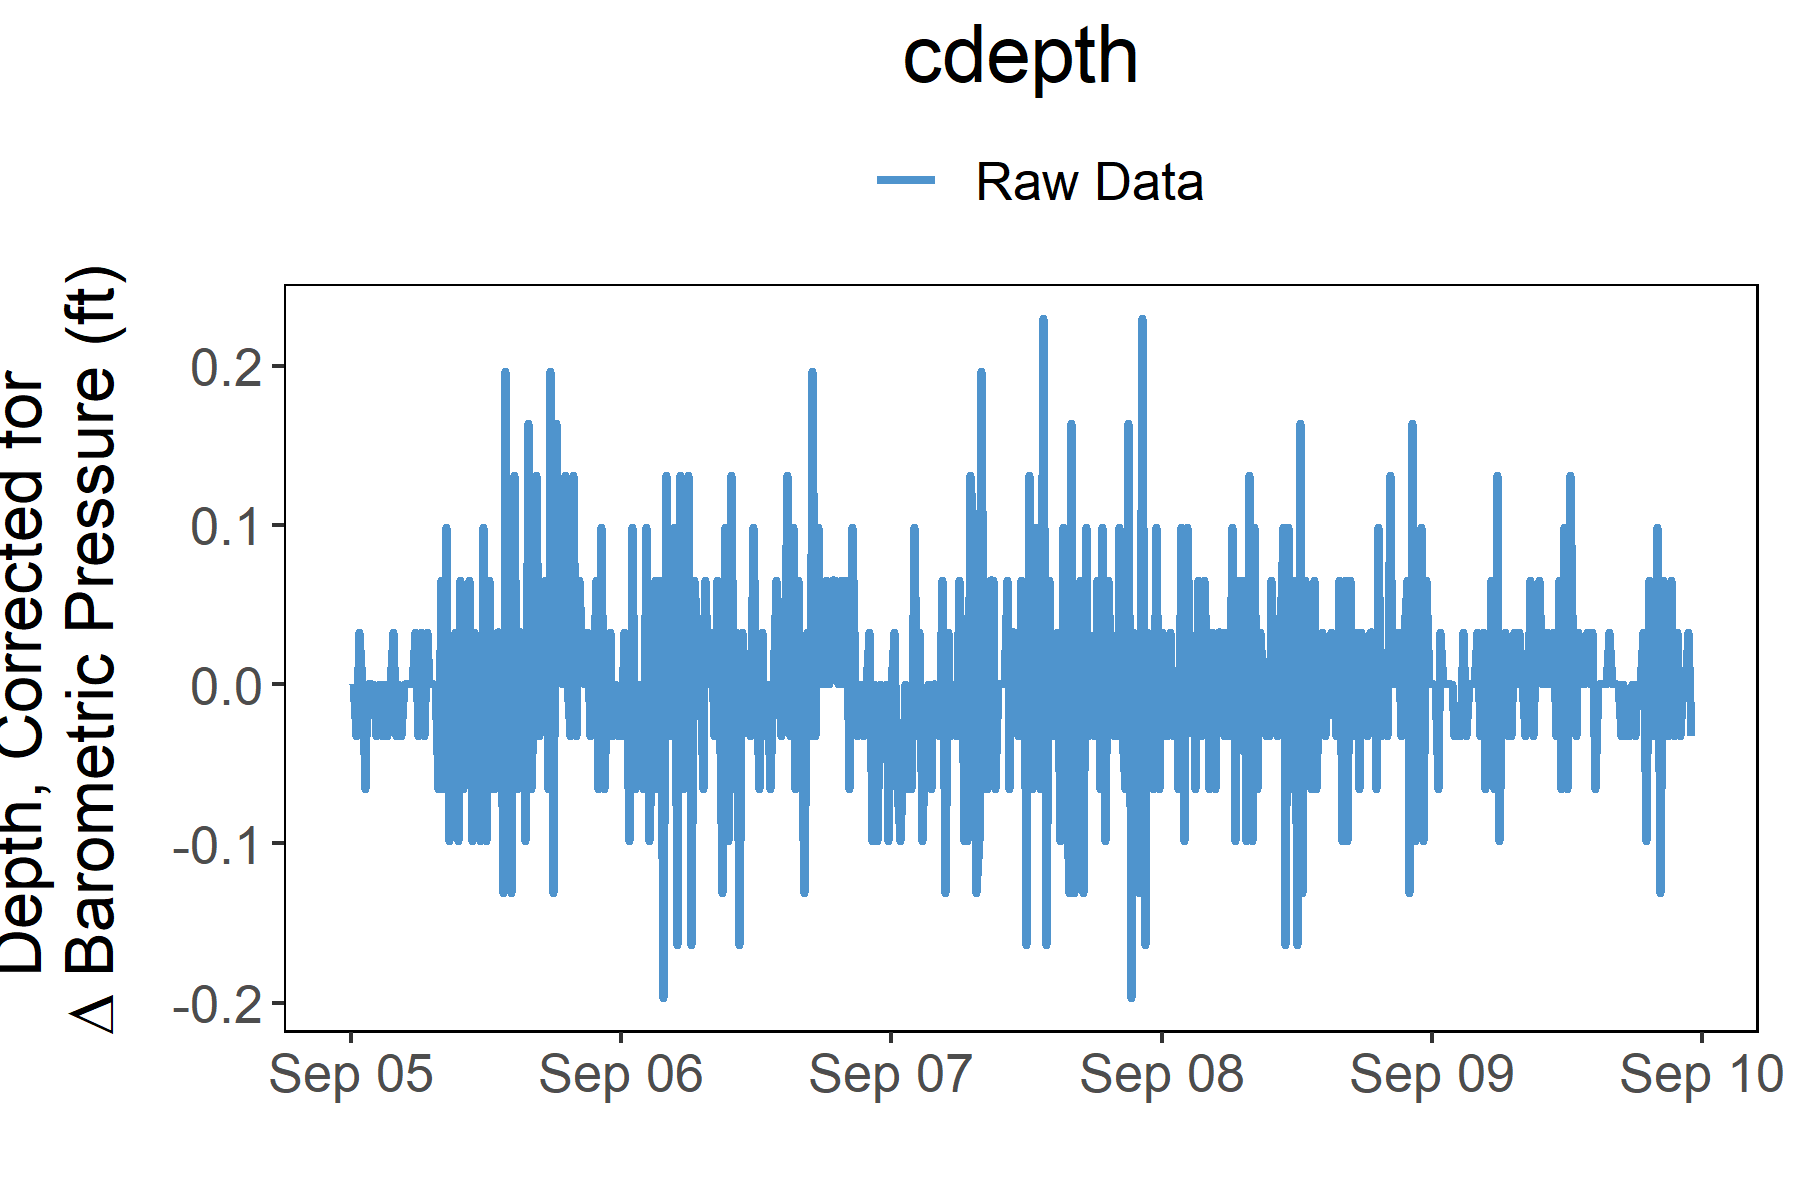 cdepth
Raw Data
Depth, Corrected for
Δ Barometric Pressure (ft)
0.2
0.1
0.0
-0.1
-0.2
Sep 05 Sep 06 Sep 07 Sep 08 Sep 09 Sep 10